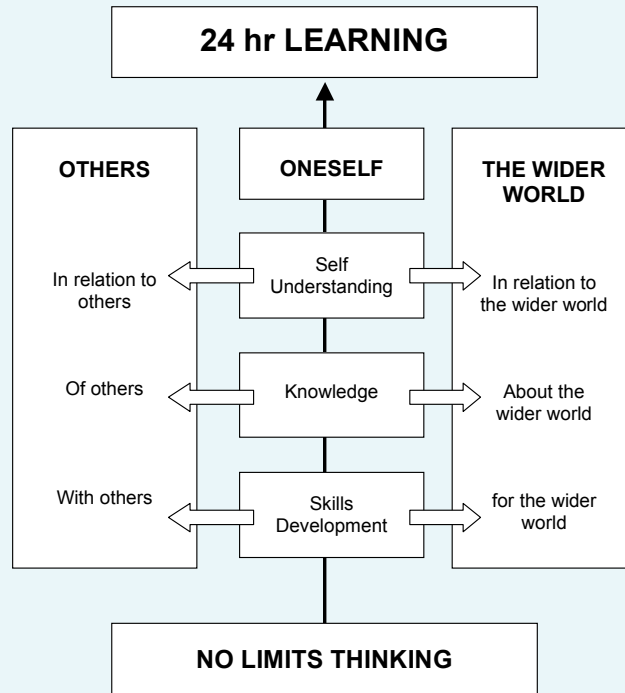 24 hr LEARNING
OTHERS
In relation to
others
Of others
With others
ONESELF
Self
Understanding
Knowledge
Skills
Development
THE WIDER
WORLD
In relation to
the wider world
About the
wider world
for the wider
world
NO LIMITS THINKING